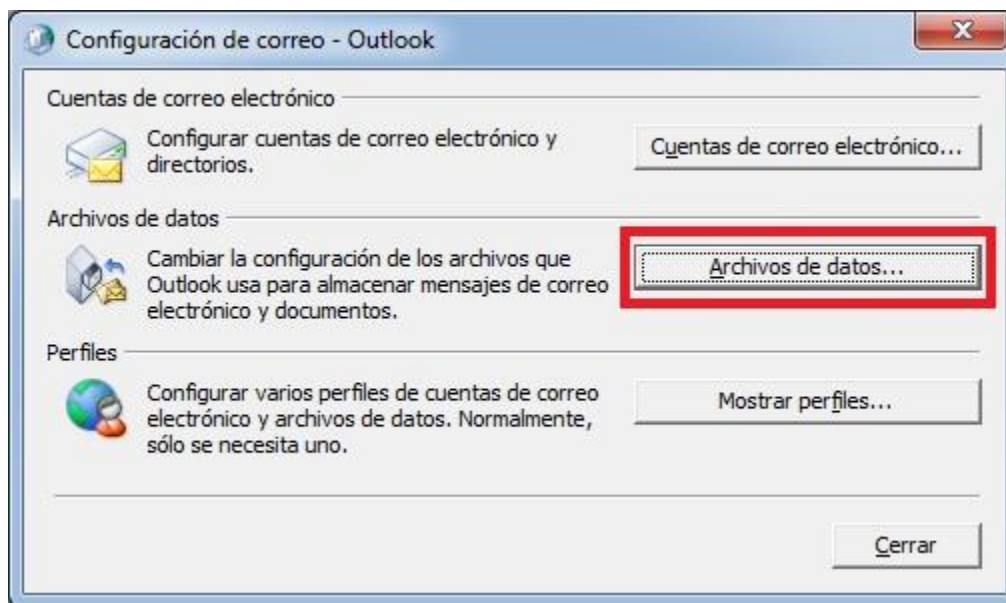 Configuración de correo - Outlook
Cuentas de correo electrónico
Configurar cuentas de correo electrónico y
directorios.
Cuentas de correo electrónico...
Archivos de datos
Cambiar la configuración de los archivos que
Outlook usa para almacenar mensajes de correo
electrónico y documentos.
Archivos de datos...
Perfiles
Configurar varios perfiles de cuentas de correo
electrónico y archivos de datos. Normalmente,
sólo se necesita uno.
Mostrar perfiles...
Cerrar